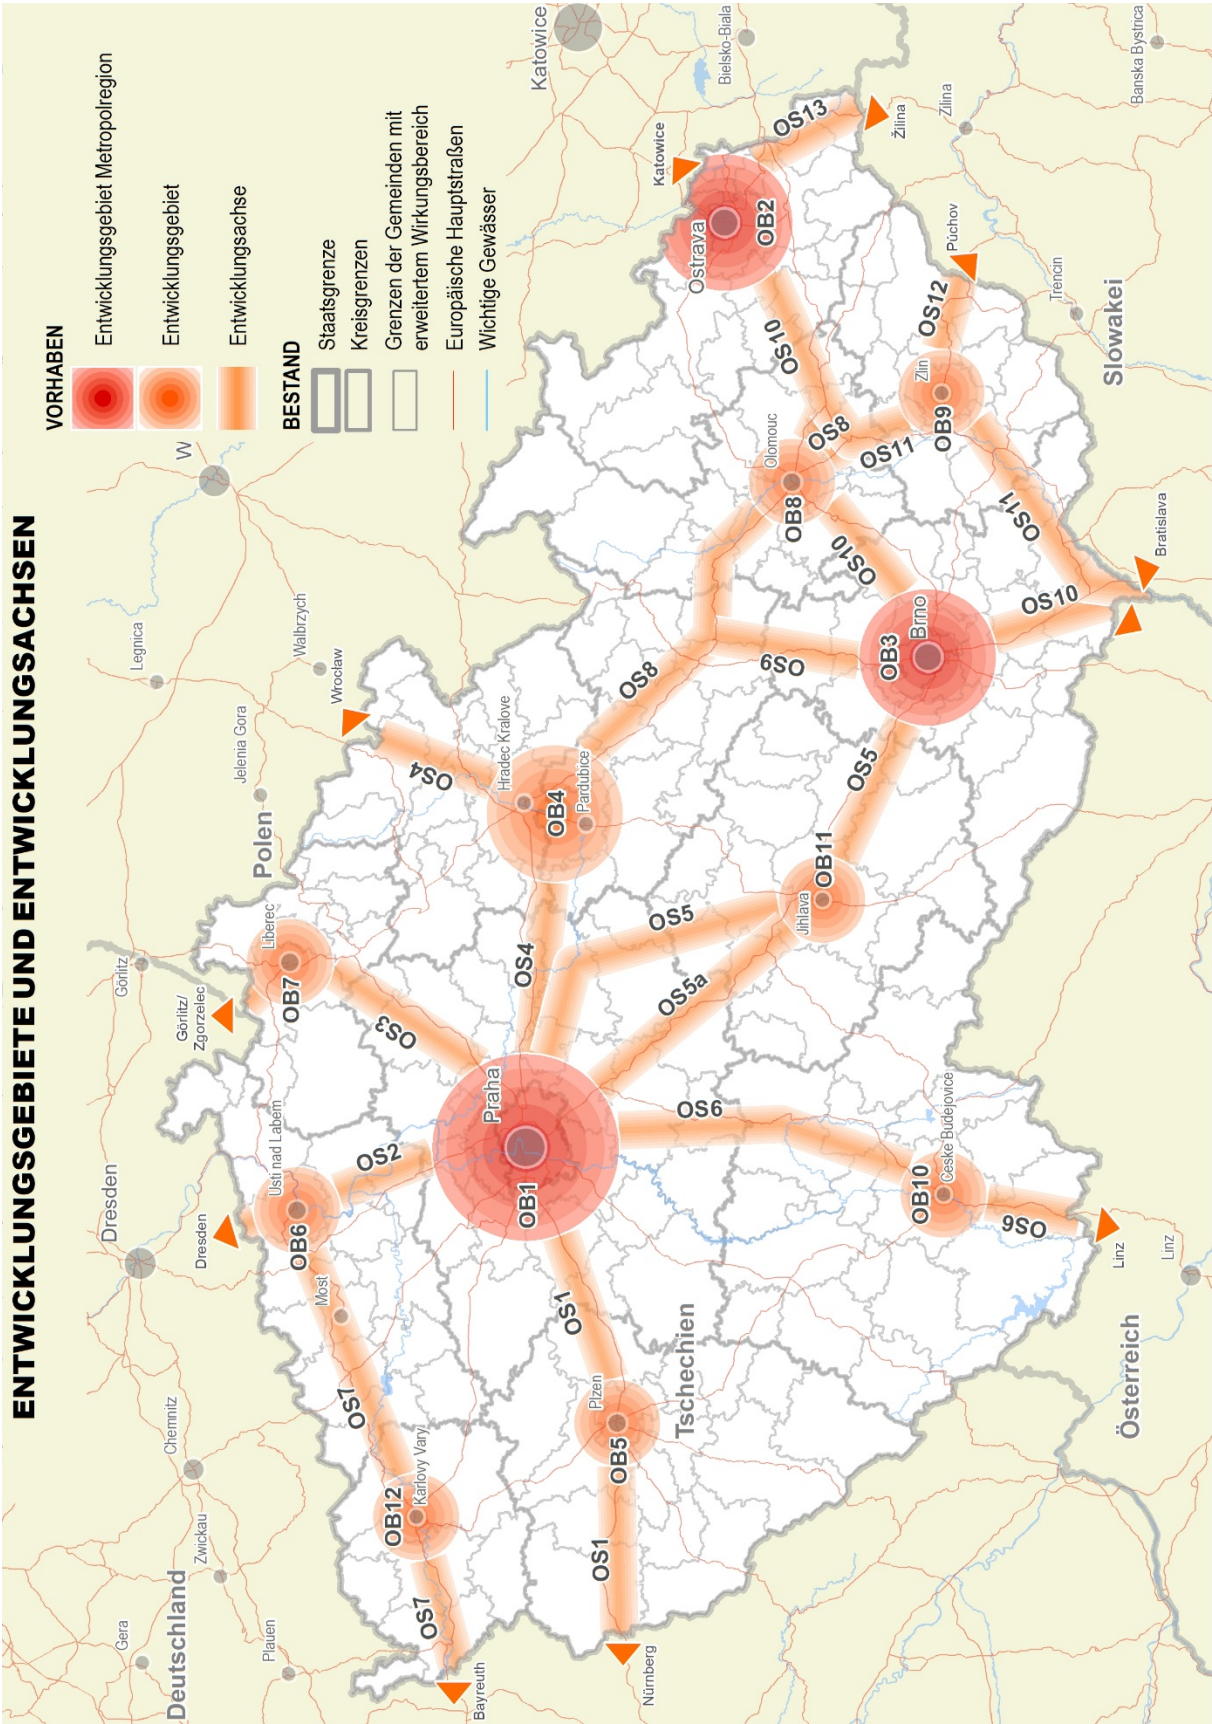 ENTWICKLUNGSGEBIETE UND ENTWICKLUNGSACHSEN
VORHABEN
Entwicklungsgebiet Metropolregion
Entwicklungsgebiet
Entwicklungsachse
BESTAND
Staatsgrenze
Kreisgrenzen
Grenzen der Gemeinden mit
erweitertem Wirkungsbereich
Europäische Hauptstraßen
Wichtige Gewässer
Deutschland
Gera
Plauen
Zwickau
Chemnitz
Dresden
Dresden
Görlitz
Görlitz/
Zgorzelec
Polen
Jelenia Gora
Legnica
Walbrzych
Wrocław
W
Katowice
Katowice
Bielsko-Biala
Banska Bystrica
Žilina
Zilina
Púchov
Trencin
Slowakei
Bratislava
Österreich
Linz
Linz
Nürnberg
Bayreuth
Tschechien
OS7
OB12
Karlovy Vary
OS7
Most
OB6
Usti nad Labem
OS2
OB7
Liberec
OS3
Praha
OB1
OS1
Plzen
OB5
OS1
OS4
OB4
Hradec Kralove
Pardubice
OS4
OS5
OS5a
OS6
OB10
Ceske Budejovice
OS6
Jihlava
OB11
OS5
OB3
Brno
OS9
OS8
OS10
OB8
Olomouc
OS8
OS10
OS11
OB9
Zlin
OS12
OS11
OS10
Ostrava
OB2
OS13